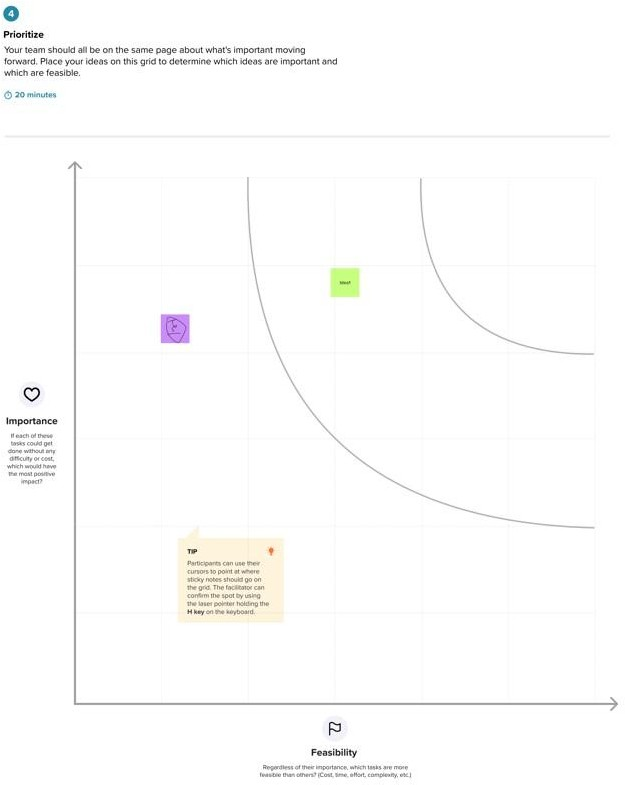 4
Prioritize
Your team should all be on the same page about what's important moving
forward. Place your ideas on this grid to determine which ideas are important and
which are feasible.
20 minutes
TIP
Participants can use their
cursors to point at where
sticky notes should go on
the grid. The facilitator can
confirm the spot by using
the laser pointer holding the
H key on the keyboard.
Importance
If each of these
tasks could get
done without any
difficulty or cost,
which would have
the most positive
impact?
Feasibility
Regardless of their importance, which tasks are more
feasible than others? (Cost, time, effort, complexity, etc.)